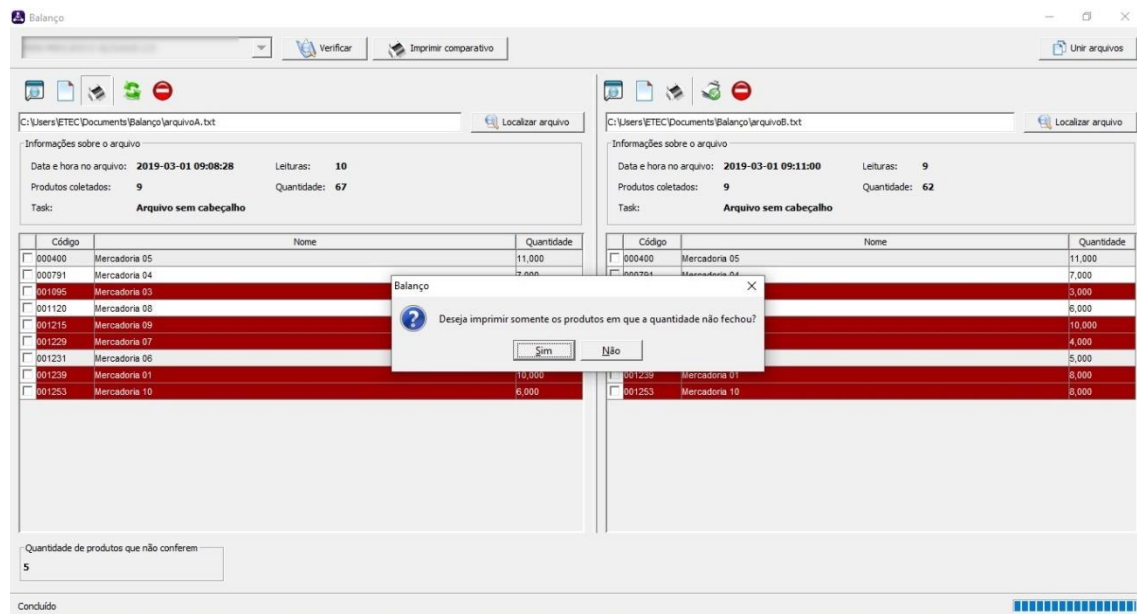 Balanço
Verificar
Imprimir comparativo
Unir arquivos
C:\Users\ETEC\Documents\Balanço\arquivoA.txt
Localizar arquivo
Informações sobre o arquivo
Data e hora no arquivo: 2019-03-01 09:08:28 Leituras: 10
Produtos coletados: 9 Quantidade: 67
Task: Arquivo sem cabeçalho
Código Nome Quantidade
000400 Mercadoria 05 11,000
000791 Mercadoria 04 7,000
001095 Mercadoria 03
001120 Mercadoria 08
001215 Mercadoria 09
001229 Mercadoria 07
001231 Mercadoria 06
001239 Mercadoria 01 10,000
001253 Mercadoria 10 6,000
C:\Users\ETEC\Documents\Balanço\arquivoB.txt
Localizar arquivo
Informações sobre o arquivo
Data e hora no arquivo: 2019-03-01 09:11:00 Leituras: 9
Produtos coletados: 9 Quantidade: 62
Task: Arquivo sem cabeçalho
Código Nome Quantidade
000400 Mercadoria 05 11,000
000791 Mercadoria 04 7,000
3,000
6,000
10,000
4,000
5,000
001239 Mercadoria 01 8,000
001253 Mercadoria 10 8,000
Balanço
Deseja imprimir somente os produtos em que a quantidade não fechou?
Sim Não
Quantidade de produtos que não conferem
5
Concluído